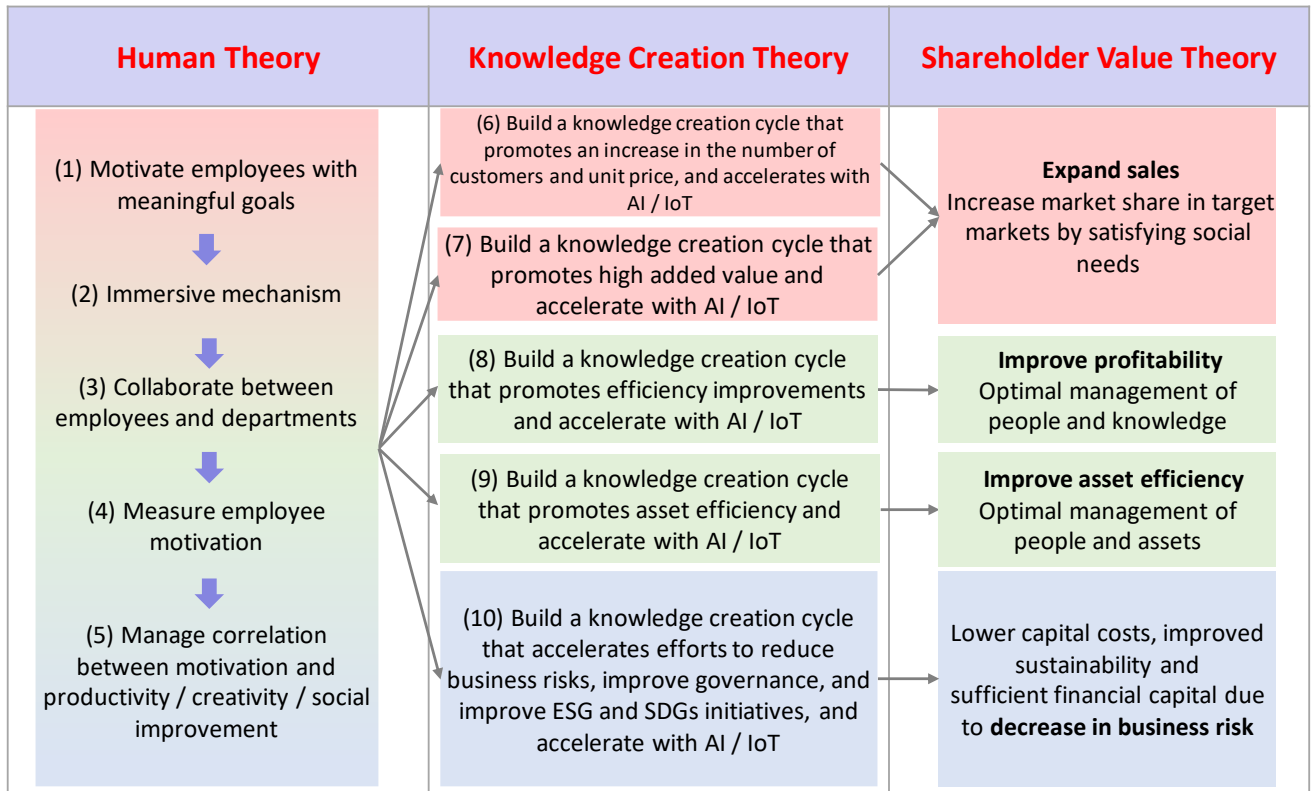 Human Theory
Knowledge Creation Theory
Shareholder Value Theory
(1) Motivate employees with
meaningful goals
(2) Immersive mechanism
(3) Collaborate between
employees and departments
(4) Measure employee
motivation
(5) Manage correlation
between motivation and
productivity / creativity / social
improvement
(6) Build a knowledge creation cycle that
promotes an increase in the number of
customers and unit price, and accelerates with
AI / IoT
(7) Build a knowledge creation cycle that
promotes high added value and
accelerate with AI / IoT
(8) Build a knowledge creation cycle
that promotes efficiency improvements
and accelerate with AI / IoT
(9) Build a knowledge creation cycle
that promotes asset efficiency and
accelerate with AI / IoT
(10) Build a knowledge creation cycle
that accelerates efforts to reduce
business risks, improve governance, and
improve ESG and SDGs initiatives, and
accelerate with AI / IoT
Expand sales
Increase market share in target
markets by satisfying social
needs
Improve profitability
Optimal management of
people and knowledge
Improve asset efficiency
Optimal management of
people and assets
Lower capital costs, improved
sustainability and
sufficient financial capital due
to decrease in business risk